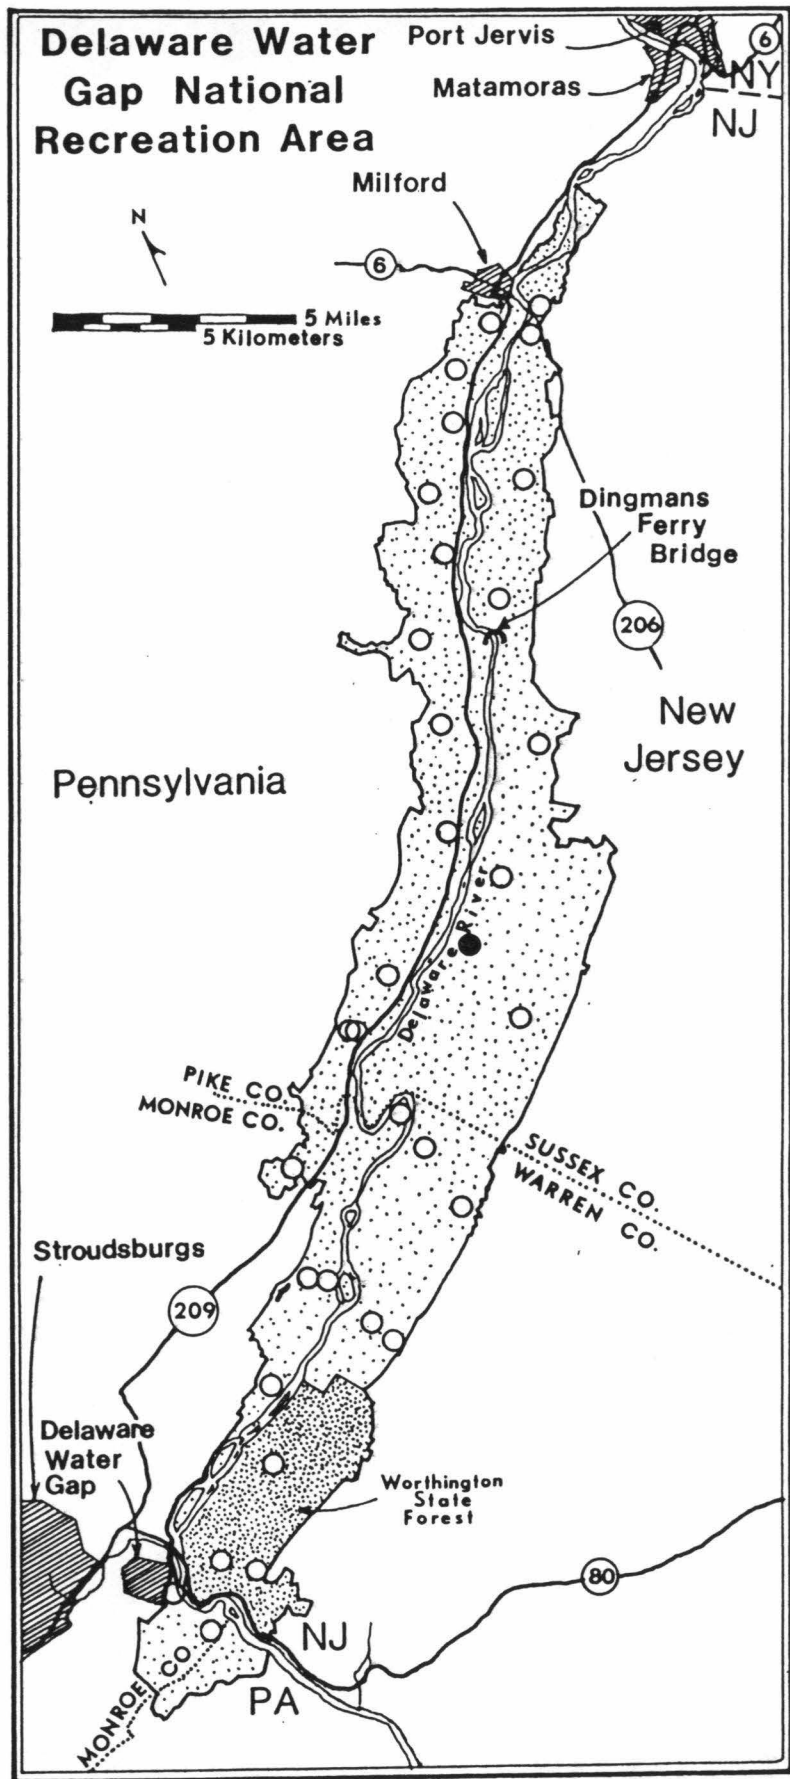 Delaware Water
Gap National
Recreation Area
Port Jervis
6
NY
Matamoras
NJ
Milford
N
6
5 Miles
5 Kilometers
Dingmans
Ferry
Bridge
206
New
Jersey
Pennsylvania
Delaware River
PIKE CO.
MONROE CO.
SUSSEX CO.
WARREN CO.
Stroudsburgs
209
Delaware
Water
Gap
Worthington
State
Forest
80
NJ
MONROE CO
PA